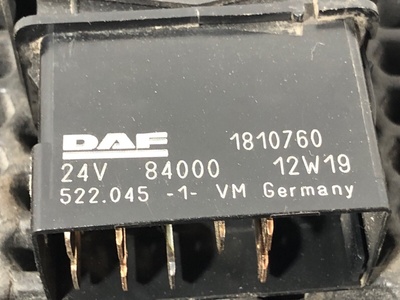 DAF 1810760
24V 84000 12W19
522.045 -1- VM Germany